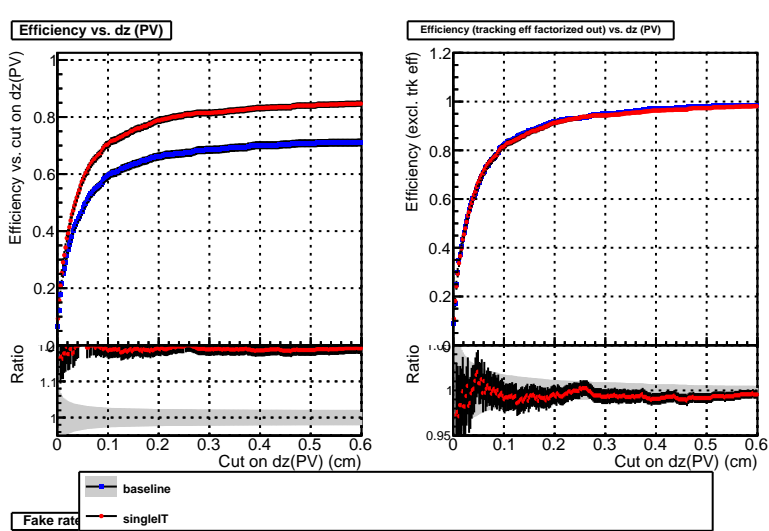 Efficiency vs. dz (PV)
Efficiency vs. cut on dz(PV)
1
0.8
0.6
0.4
0.2
0
Ratio
1.1
1
0 0.1 0.2 0.3 0.4 0.5 0.6
Cut on dz(PV) (cm)
Efficiency (tracking eff factorized out) vs. dz (PV)
Efficiency (excl. trk eff)
1.2
1
0.8
0.6
0.4
0.2
Ratio
1
0.95
0 0.1 0.2 0.3 0.4 0.5 0.6
Cut on dz(PV) (cm)
baseline
singleIT
Fake rate